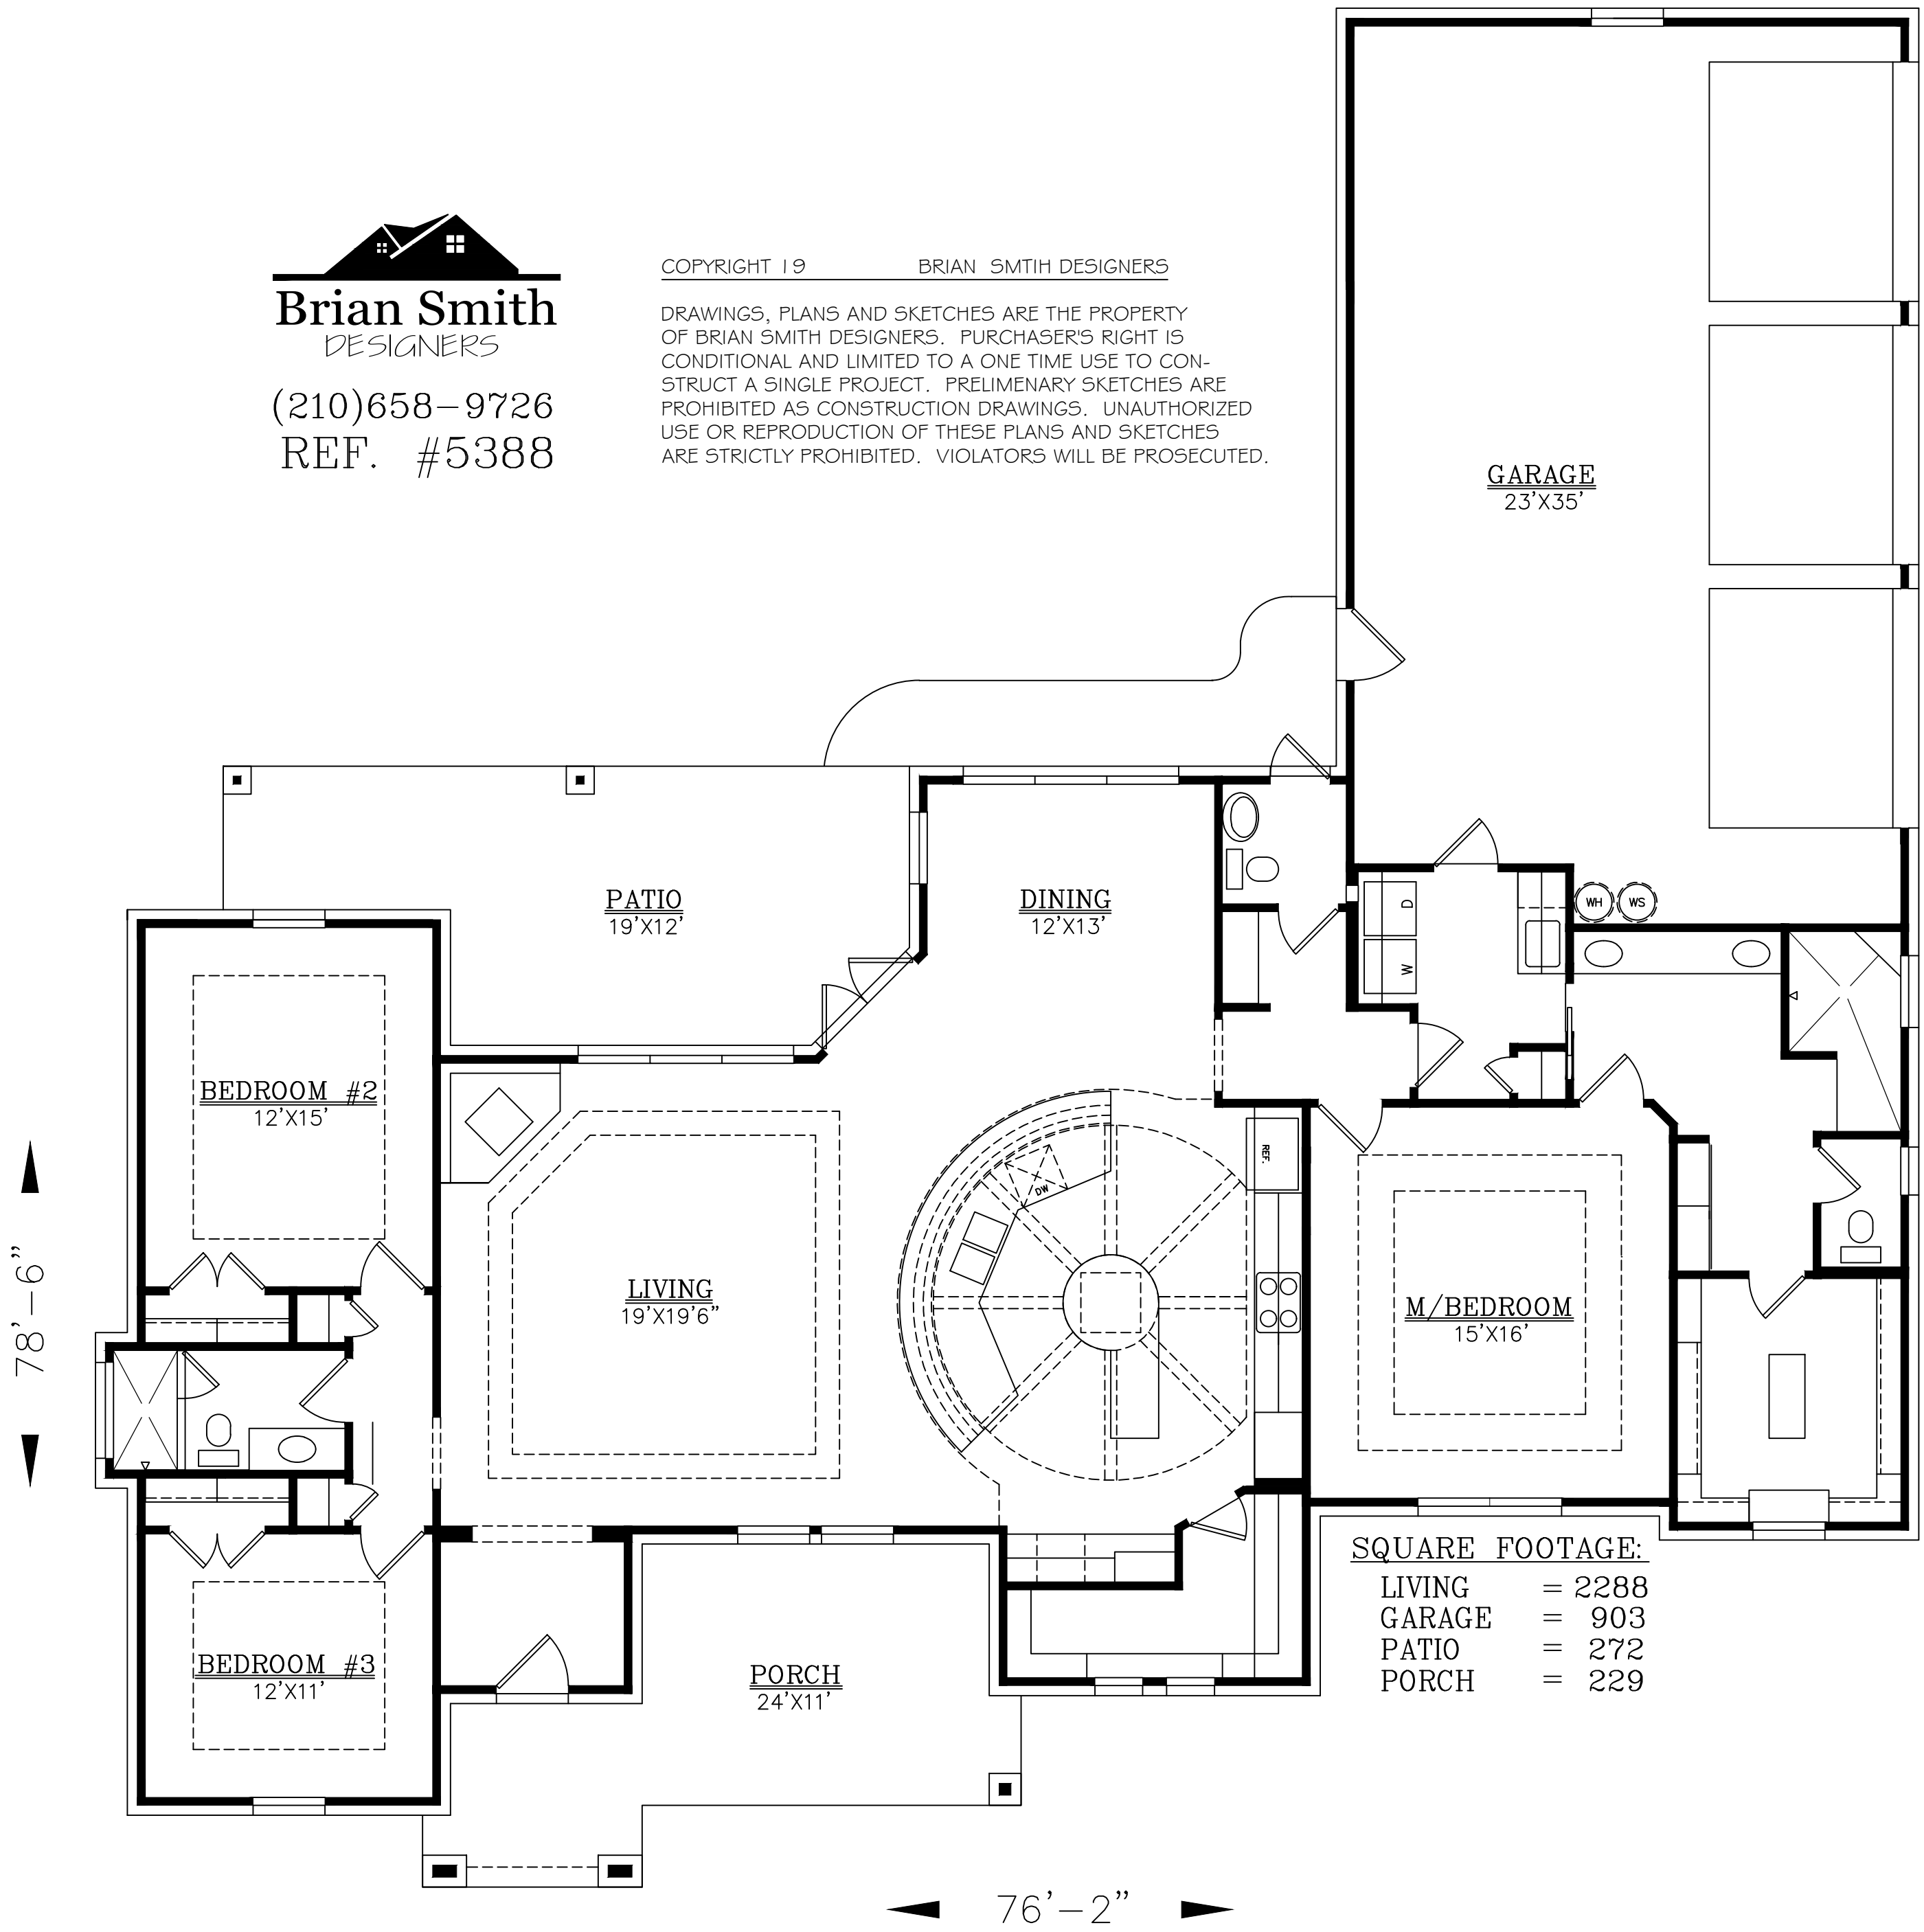 Brian Smith
DESIGNERS
(210)658-9726
REF. #5388
COPYRIGHT 19 BRIAN SMTIH DESIGNERS
DRAWINGS, PLANS AND SKETCHES ARE THE PROPERTY
OF BRIAN SMITH DESIGNERS. PURCHASER'S RIGHT IS
CONDITIONAL AND LIMITED TO A ONE TIME USE TO CON-
STRUCT A SINGLE PROJECT. PRELIMENARY SKETCHES ARE
PROHIBITED AS CONSTRUCTION DRAWINGS. UNAUTHORIZED
USE OR REPRODUCTION OF THESE PLANS AND SKETCHES
ARE STRICTLY PROHIBITED. VIOLATORS WILL BE PROSECUTED.
GARAGE
23'X35'
PATIO
19'X12'
DINING
12'X13'
D
W
WH
WS
BEDROOM #2
12'X15'
REF.
DW
LIVING
19'X19'6"
M/BEDROOM
15'X16'
78'-6"
BEDROOM #3
12'X11'
PORCH
24'X11'
SQUARE FOOTAGE:
LIVING = 2288
GARAGE = 903
PATIO = 272
PORCH = 229
76'-2"